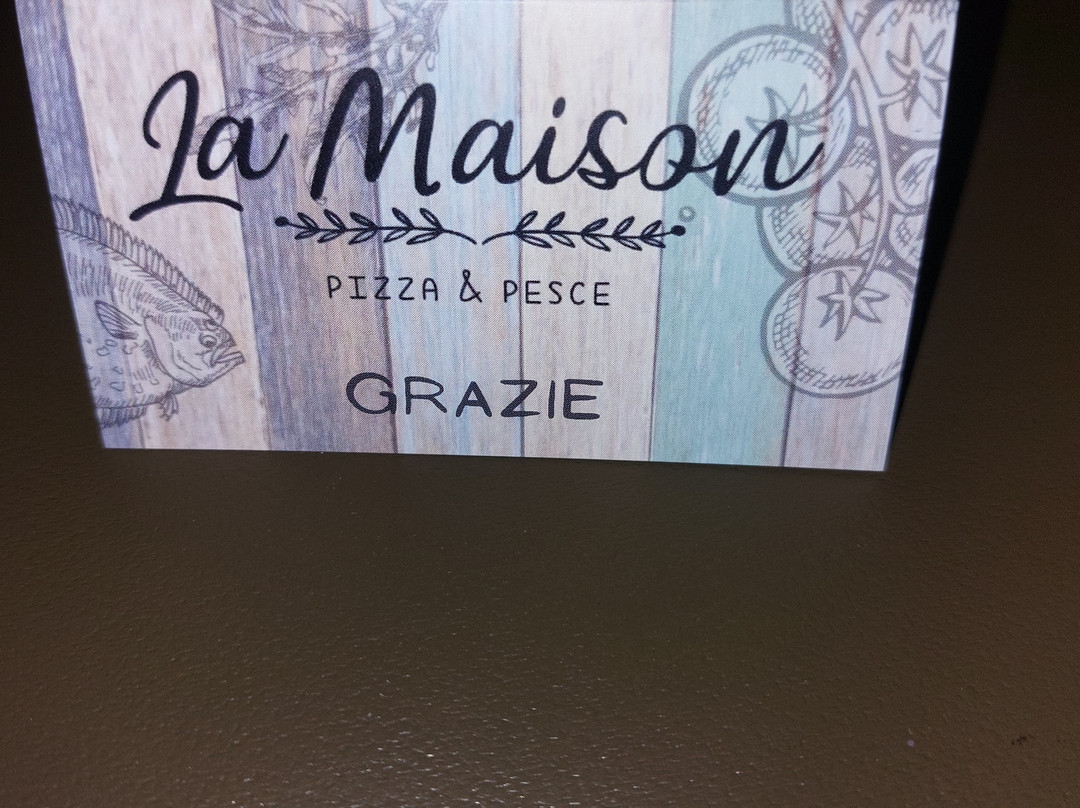 La Maison
PIZZA & PESCE
GRAZIE